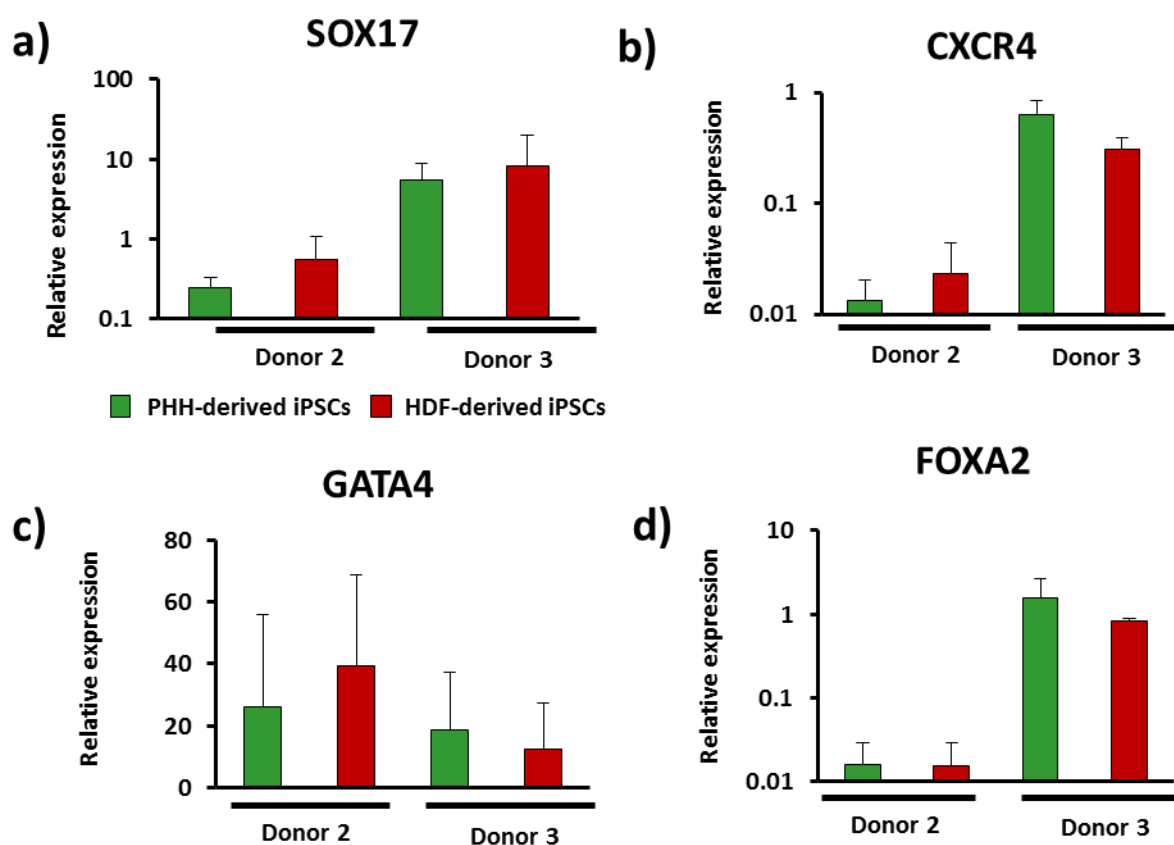 a)
SOX17
Relative expression
100
10
1
0.1
Donor 2
Donor 3
b)
CXCR4
Relative expression
1
0.1
0.01
Donor 2
Donor 3
PHH-derived iPSCs
HDF-derived iPSCs
c)
GATA4
Relative expression
80
60
40
20
0
Donor 2
Donor 3
d)
FOXA2
Relative expression
10
1
0.1
0.01
Donor 2
Donor 3